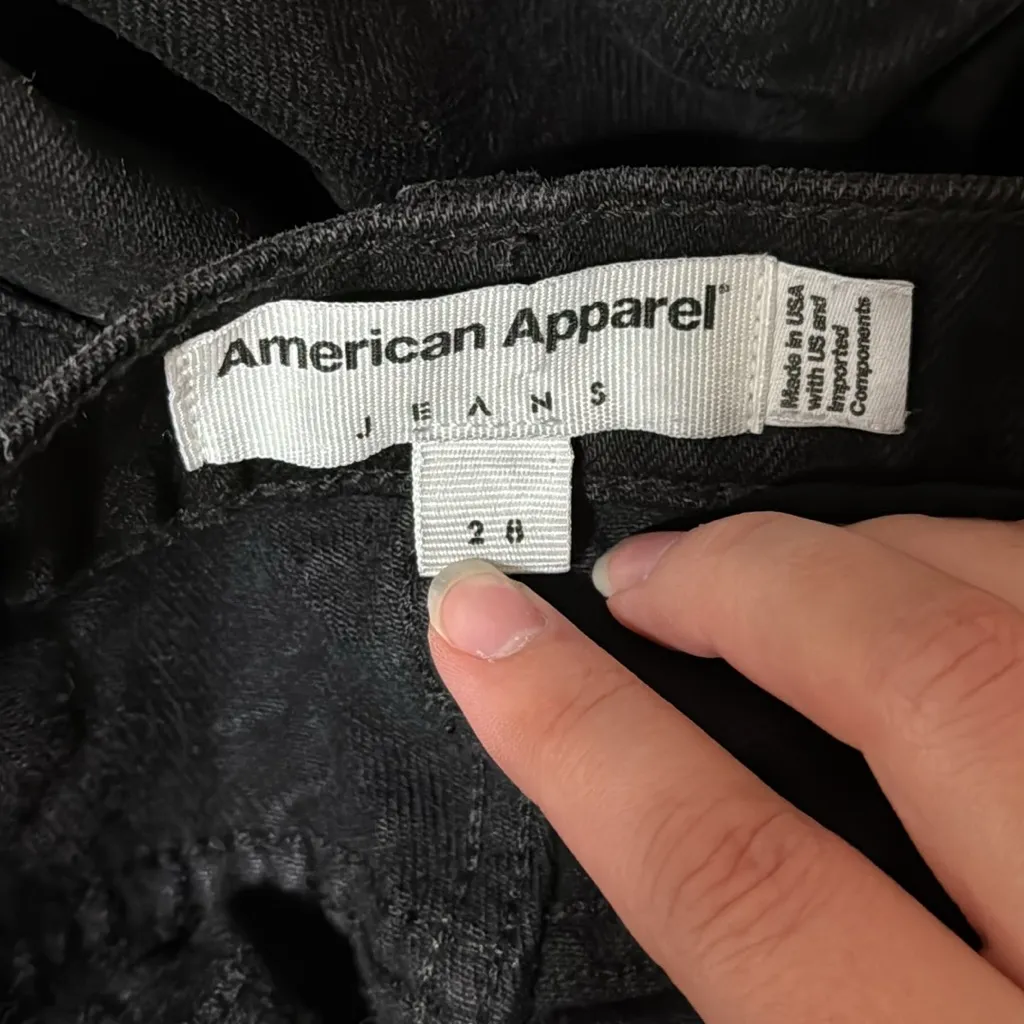 American Apparel®
JEANS
28
Made in USA
with US and
Imported
Components